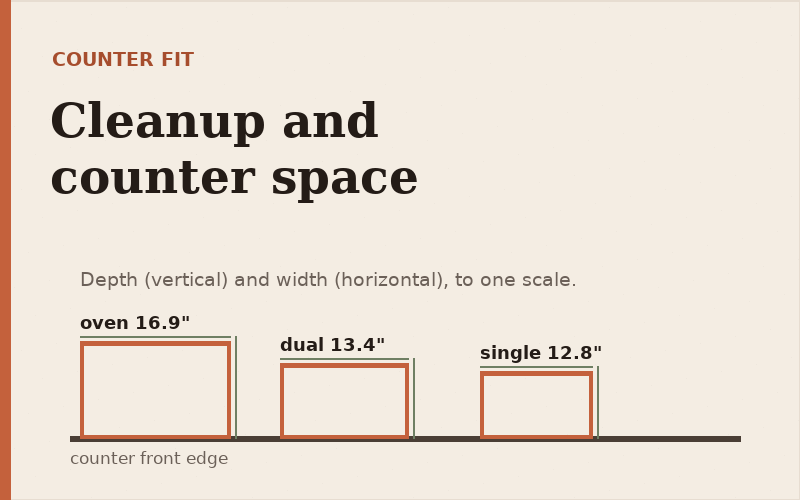 COUNTER FIT
Cleanup and
counter space
Depth (vertical) and width (horizontal), to one scale.
oven 16.9"
dual 13.4"
single 12.8"
counter front edge